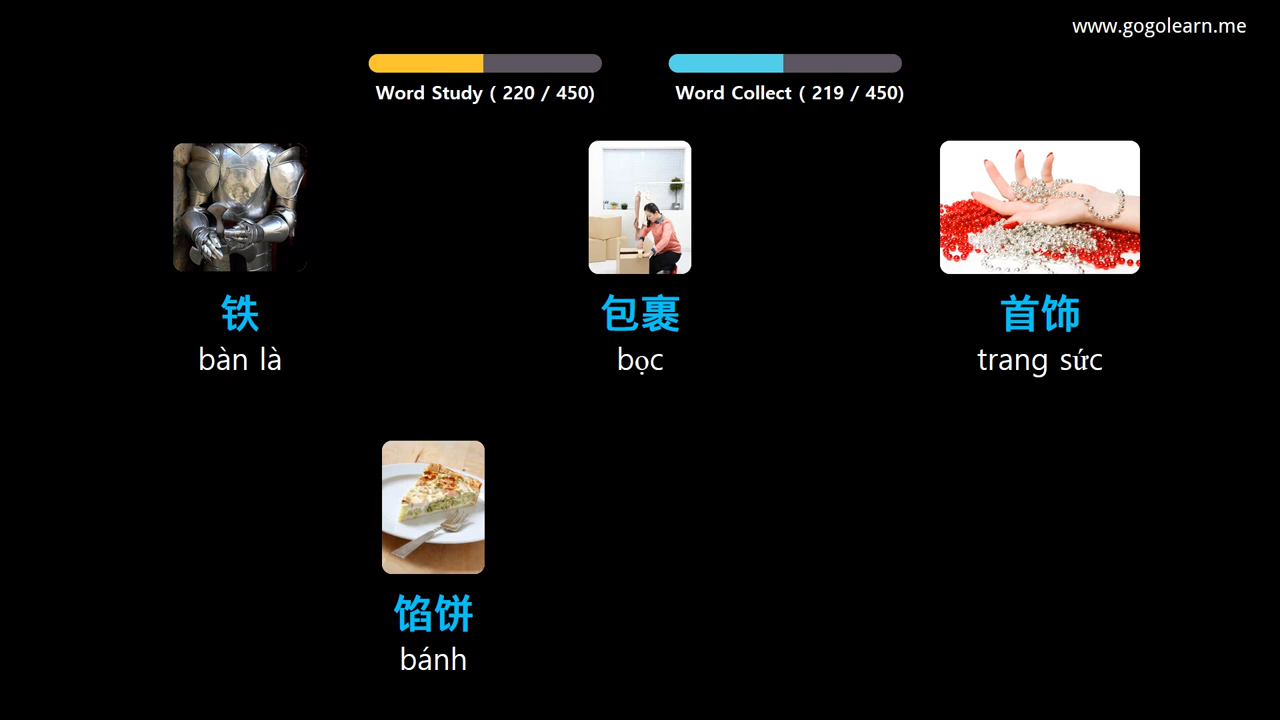 www.gogolearn.me
Word Study ( 220 / 450)
Word Collect ( 219 / 450)
铁
bàn là
包裹
bọc
首饰
trang sức
馅饼
bánh